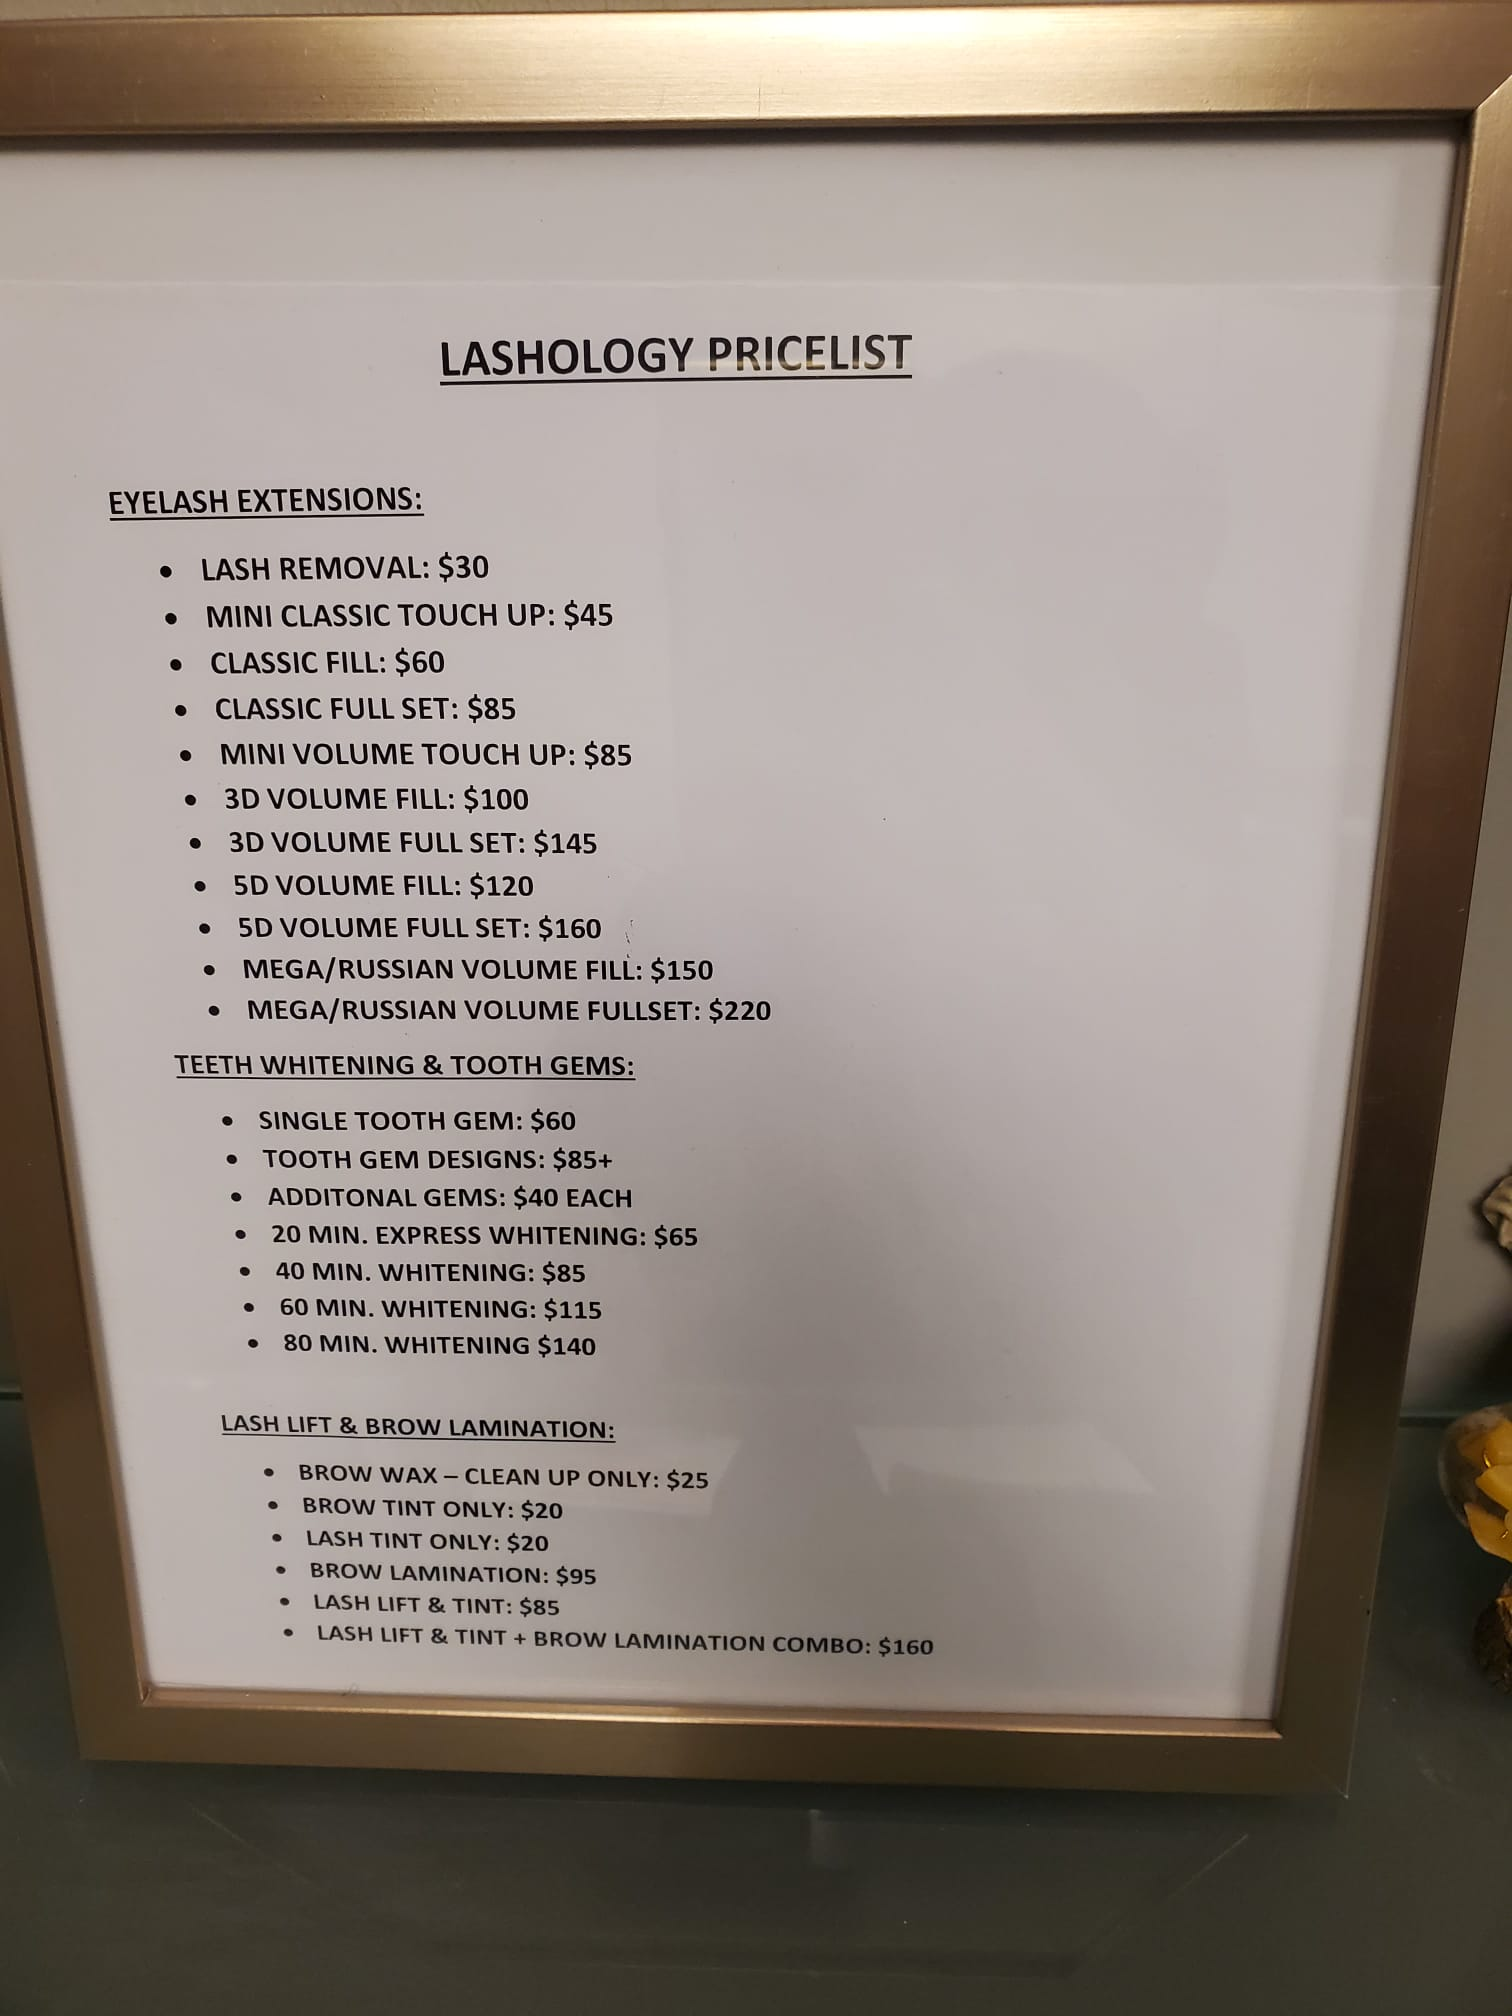 LASHOLOGY PRICELIST
EYELASH EXTENSIONS:
• LASH REMOVAL: $30
• MINI CLASSIC TOUCH UP: $45
• CLASSIC FILL: $60
• CLASSIC FULL SET: $85
• MINI VOLUME TOUCH UP: $85
• 3D VOLUME FILL: $100
• 3D VOLUME FULL SET: $145
• 5D VOLUME FILL: $120
• 5D VOLUME FULL SET: $160
• MEGA/RUSSIAN VOLUME FILL: $150
• MEGA/RUSSIAN VOLUME FULLSET: $220
TEETH WHITENING & TOOTH GEMS:
• SINGLE TOOTH GEM: $60
• TOOTH GEM DESIGNS: $85+
• ADDITONAL GEMS: $40 EACH
• 20 MIN. EXPRESS WHITENING: $65
• 40 MIN. WHITENING: $85
• 60 MIN. WHITENING: $115
• 80 MIN. WHITENING $140
LASH LIFT & BROW LAMINATION:
• BROW WAX – CLEAN UP ONLY: $25
• BROW TINT ONLY: $20
• LASH TINT ONLY: $20
• BROW LAMINATION: $95
• LASH LIFT & TINT: $85
• LASH LIFT & TINT + BROW LAMINATION COMBO: $160